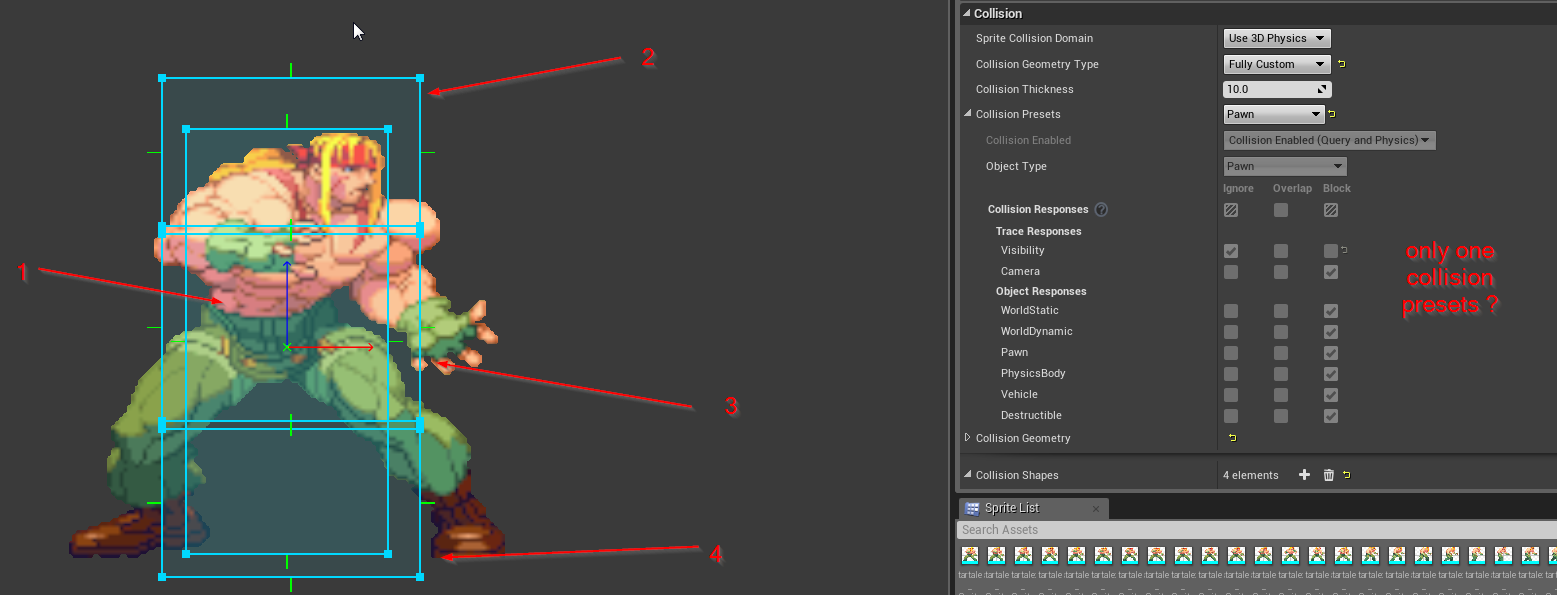 Collision
Sprite Collision Domain
Use 3D Physics
Collision Geometry Type
Fully Custom
Collision Thickness
10.0
Collision Presets
Pawn
Collision Enabled
Collision Enabled (Query and Physics)
Object Type
Pawn
Ignore Overlap Block
Collision Responses ?
Trace Responses
Visibility
Camera
Object Responses
WorldStatic
WorldDynamic
Pawn
PhysicsBody
Vehicle
Destructible
Collision Geometry
Collision Shapes
4 elements
Sprite List
Search Assets
1
2
3
4
only one
collision
presets ?